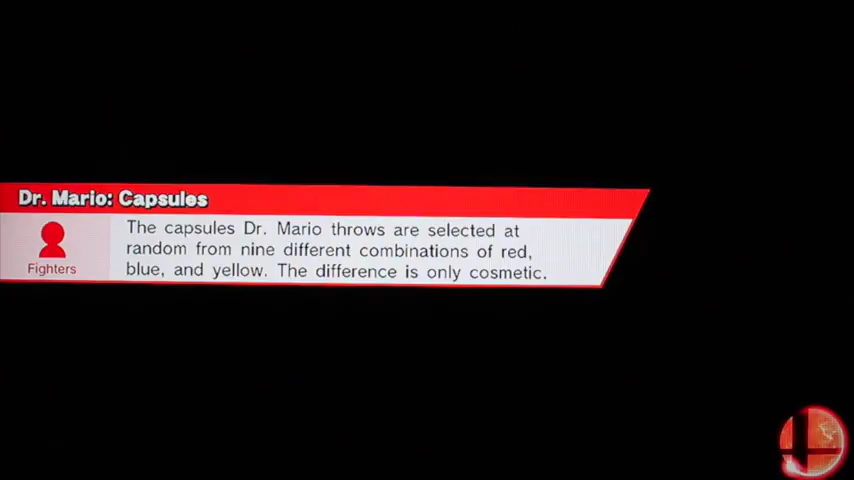 Dr. Mario: Capsules
The capsules Dr. Mario throws are selected at
random from nine different combinations of red,
blue, and yellow. The difference is only cosmetic.
Fighters